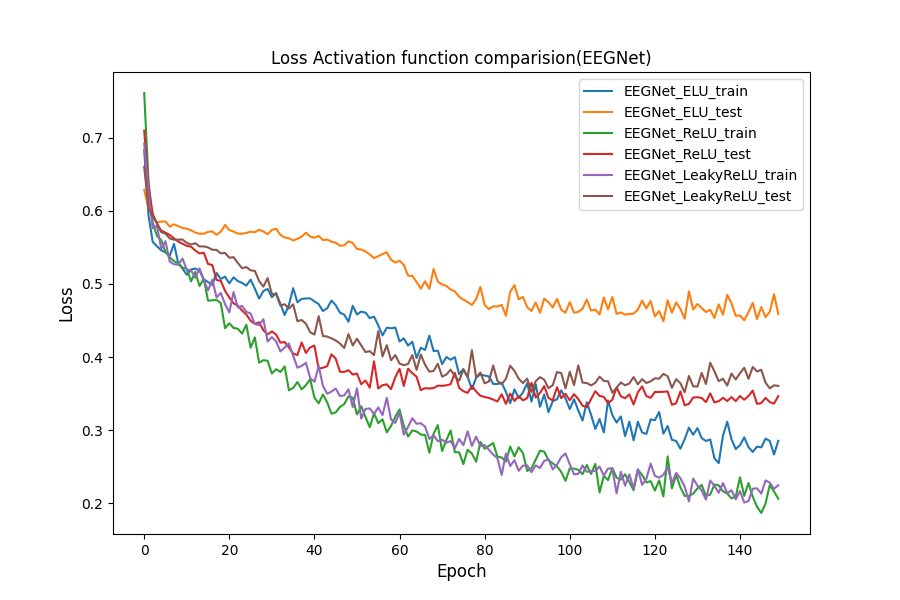 Loss Activation function comparision(EEGNet)
EEGNet_ELU_train
EEGNet_ELU_test
EEGNet_ReLU_train
EEGNet_ReLU_test
EEGNet_LeakyReLU_train
EEGNet_LeakyReLU_test
Loss
0.7
0.6
0.5
0.4
0.3
0.2
0 20 40 60 80 100 120 140
Epoch